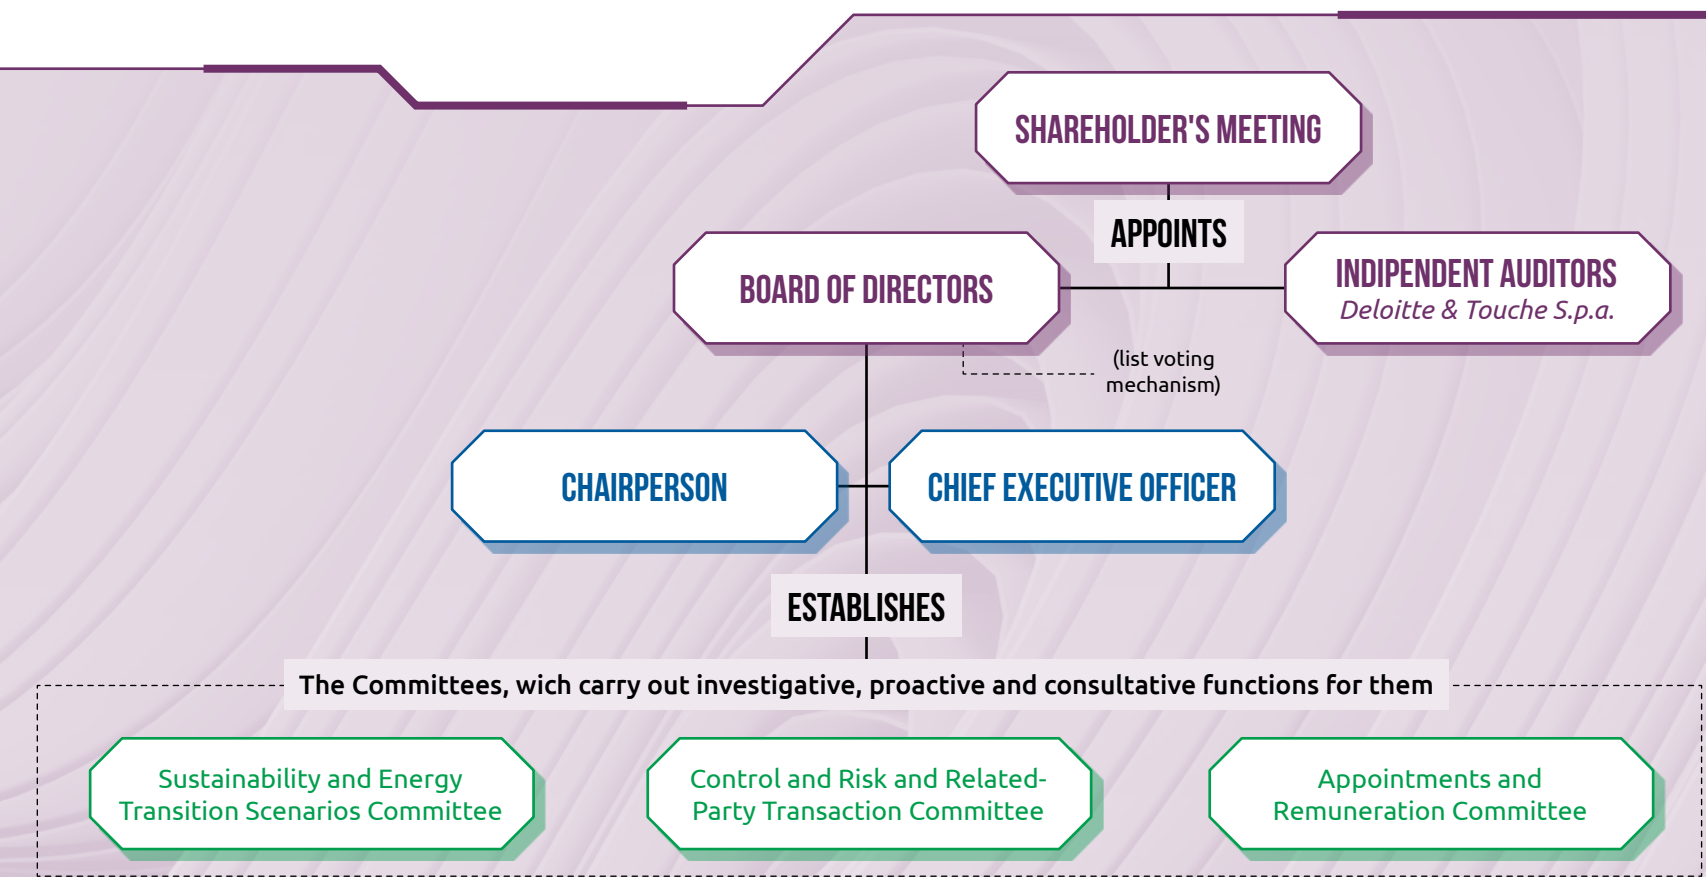 SHAREHOLDER'S MEETING
APPOINTS
BOARD OF DIRECTORS
INDIPENDENT AUDITORS
Deloitte & Touche S.p.a.
(list voting
mechanism)
CHAIRPERSON
CHIEF EXECUTIVE OFFICER
ESTABLISHES
The Committees, wich carry out investigative, proactive and consultative functions for them
Sustainability and Energy
Transition Scenarios Committee
Control and Risk and Related-
Party Transaction Committee
Appointments and
Remuneration Committee